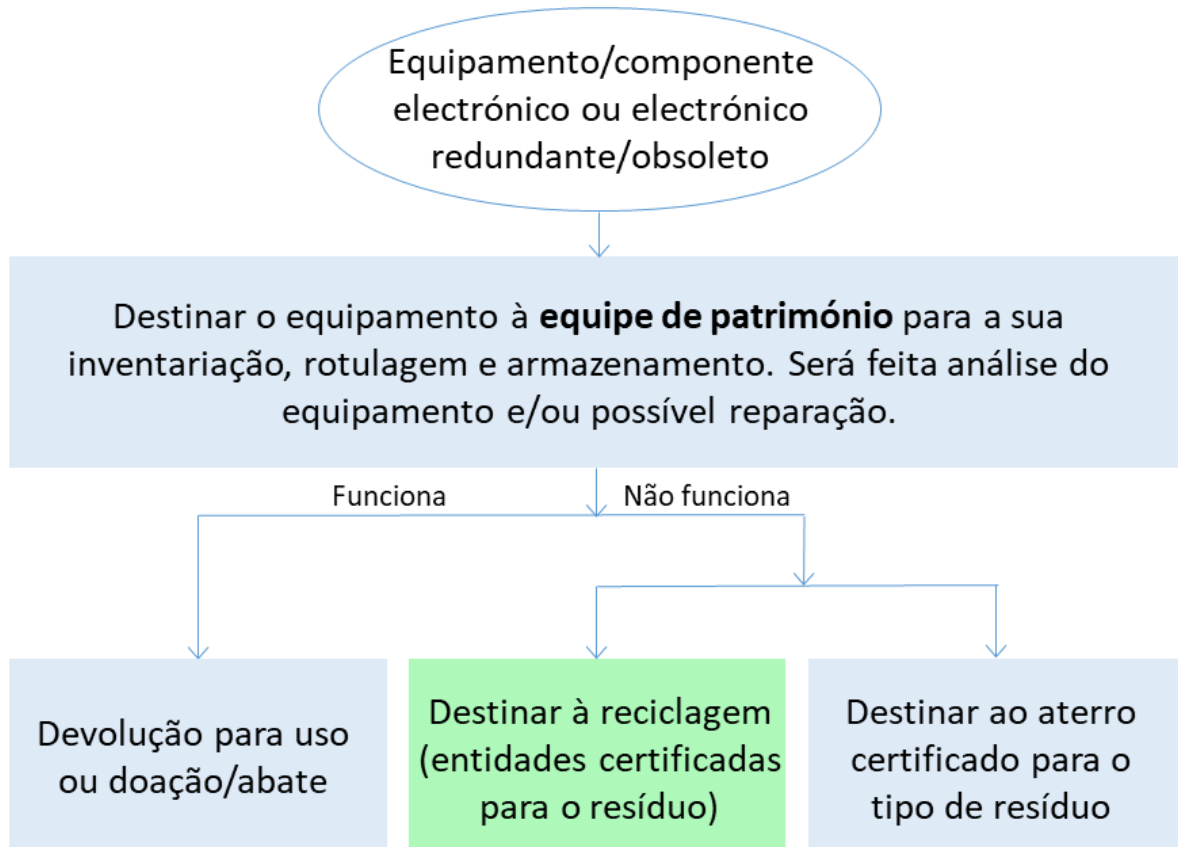 Equipamento/componente
electrónico ou electrónico
redundante/obsoleto
Destinar o equipamento à equipe de património para a sua
inventariação, rotulagem e armazenamento. Será feita análise do
equipamento e/ou possível reparação.
Funciona
Não funciona
Devolução para uso
ou doação/abate
Destinar à reciclagem
(entidades certificadas
para o resíduo)
Destinar ao aterro
certificado para o
tipo de resíduo